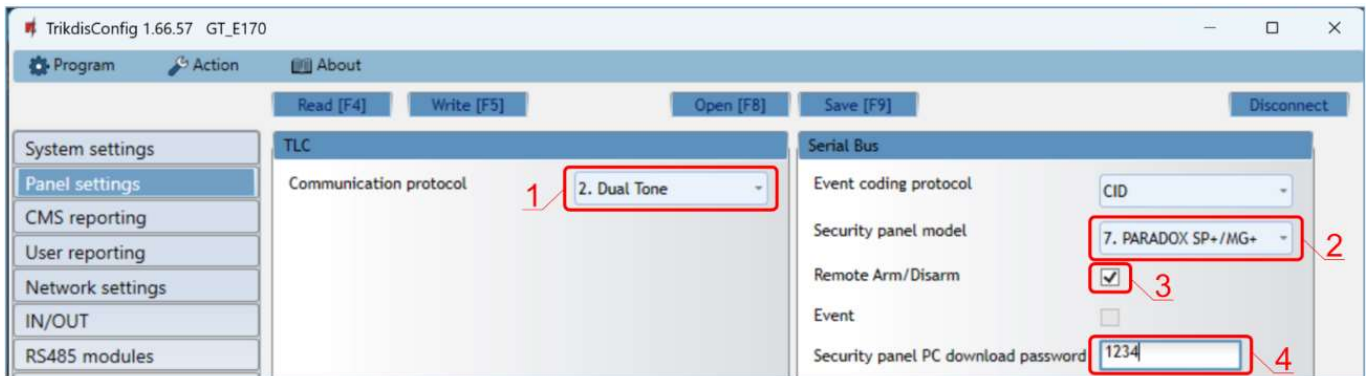 TrikdisConfig 1.66.57 GT_E170
Program Action About
Read [F4] Write [F5] Open [F8] Save [F9] Disconnect
System settings
Panel settings
CMS reporting
User reporting
Network settings
IN/OUT
RS485 modules
TLC
Communication protocol 1 2. Dual Tone
Serial Bus
Event coding protocol CID
Security panel model 7. PARADOX SP+/MG+ 2
Remote Arm/Disarm 3
Event
Security panel PC download password 1234 4